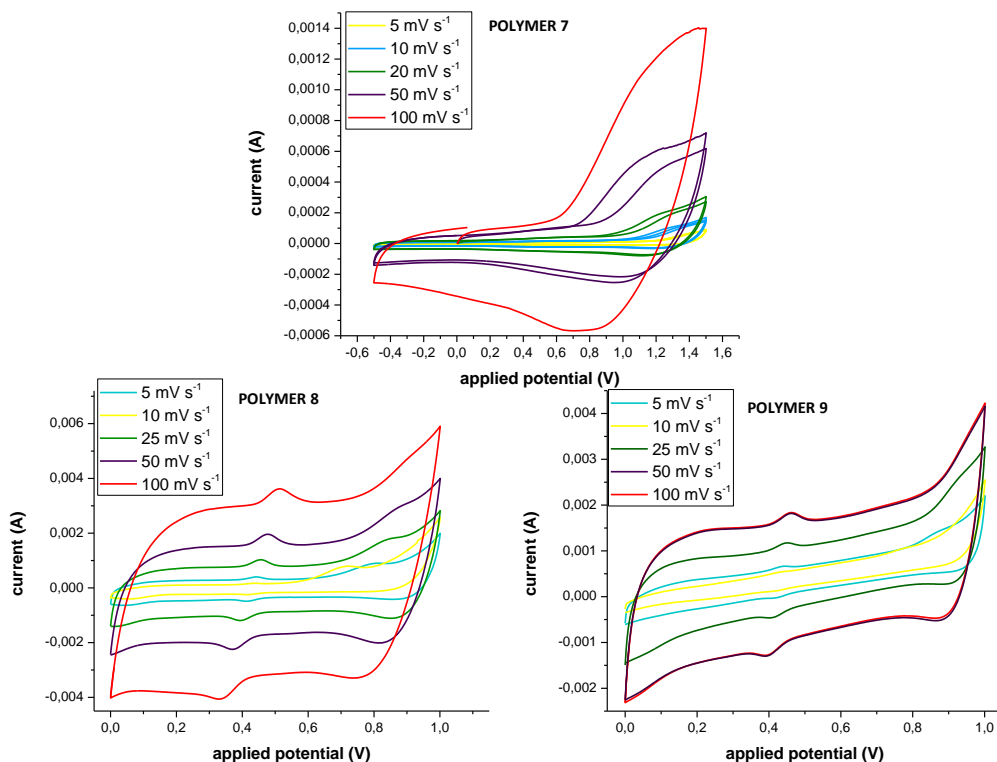 POLYMER 7
5 mV s⁻¹
10 mV s⁻¹
20 mV s⁻¹
50 mV s⁻¹
100 mV s⁻¹
current (A)
0,0014
0,0012
0,0010
0,0008
0,0006
0,0004
0,0002
0,0000
-0,0002
-0,0004
-0,0006
-0,6 -0,4 -0,2 0,0 0,2 0,4 0,6 0,8 1,0 1,2 1,4 1,6
applied potential (V)
POLYMER 8
5 mV s⁻¹
10 mV s⁻¹
25 mV s⁻¹
50 mV s⁻¹
100 mV s⁻¹
current (A)
0,006
0,004
0,002
0,000
-0,002
-0,004
0,0 0,2 0,4 0,6 0,8 1,0
applied potential (V)
POLYMER 9
5 mV s⁻¹
10 mV s⁻¹
25 mV s⁻¹
50 mV s⁻¹
100 mV s⁻¹
current (A)
0,004
0,003
0,002
0,001
0,000
-0,001
-0,002
0,0 0,2 0,4 0,6 0,8 1,0
applied potential (V)